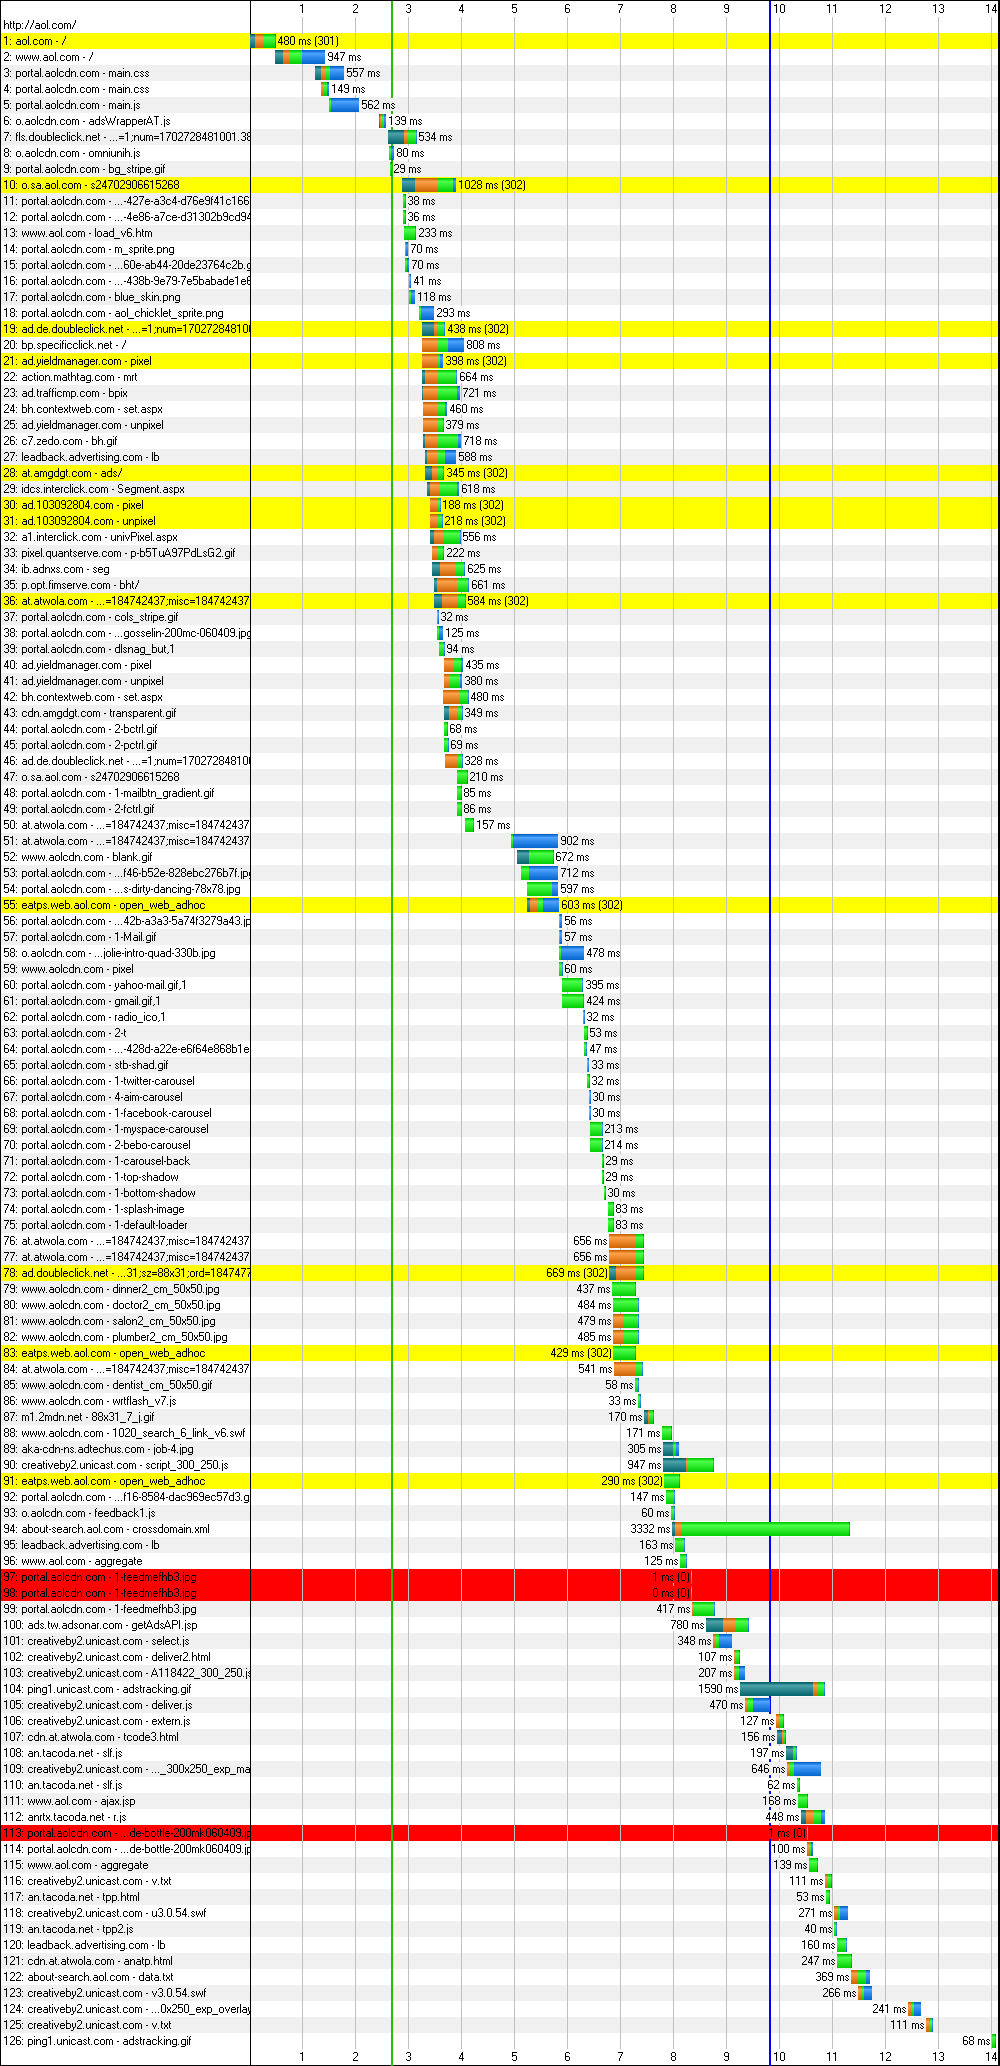 1 2 3 4 5 6 7 8 9 10 11 12 13 14
http://aol.com/
1: aol.com - / 480 ms (301)
2: www.aol.com - / 947 ms
3: portal.aolcdn.com - main.css 557 ms
4: portal.aolcdn.com - main.css 149 ms
5: portal.aolcdn.com - main.js 562 ms
6: o.aolcdn.com - adsWrapperAT.js 139 ms
7: fls.doubleclick.net - ...=1;num=1702728481001.38 534 ms
8: o.aolcdn.com - omniunih.js 80 ms
9: portal.aolcdn.com - bg_stripe.gif 29 ms
10: o.sa.aol.com - s24702906615268 1028 ms (302)
11: portal.aolcdn.com - ...-427e-a3c4-d76e9f41c166 38 ms
12: portal.aolcdn.com - ...-4e86-a7ce-d31302b9cd94 36 ms
13: www.aol.com - load_v6.htm 233 ms
14: portal.aolcdn.com - m_sprite.png 70 ms
15: portal.aolcdn.com - ...60e-ab44-20de23764c2b.g 70 ms
16: portal.aolcdn.com - ...-438b-9e79-7e5babade1e6 41 ms
17: portal.aolcdn.com - blue_skin.png 118 ms
18: portal.aolcdn.com - aol_chicklet_sprite.png 293 ms
19: ad.de.doubleclick.net - ...=1;num=170272848100 438 ms (302)
20: bp.specificclick.net - / 808 ms
21: ad.yieldmanager.com - pixel 398 ms (302)
22: action.mathtag.com - mrt 664 ms
23: ad.trafficmp.com - bpix 721 ms
24: bh.contextweb.com - set.aspx 460 ms
25: ad.yieldmanager.com - unpixel 379 ms
26: c7.zedo.com - bh.gif 718 ms
27: leadback.advertising.com - lb 588 ms
28: at.amgdgt.com - ads/ 345 ms (302)
29: idcs.interclick.com - Segment.aspx 618 ms
30: ad.103092804.com - pixel 188 ms (302)
31: ad.103092804.com - unpixel 218 ms (302)
32: a1.interclick.com - univPixel.aspx 556 ms
33: pixel.quantserve.com - p-b5TuA97PdLsG2.gif 222 ms
34: ib.adnxs.com - seg 625 ms
35: p.opt.fimserve.com - bht/ 661 ms
36: at.atwola.com - ...=184742437;misc=184742437 584 ms (302)
37: portal.aolcdn.com - cols_stripe.gif 32 ms
38: portal.aolcdn.com - ...gosselin-200mc-060409.jpg 125 ms
39: portal.aolcdn.com - dlsnag_but,1 94 ms
40: ad.yieldmanager.com - pixel 435 ms
41: ad.yieldmanager.com - unpixel 380 ms
42: bh.contextweb.com - set.aspx 480 ms
43: cdn.amgdgt.com - transparent.gif 349 ms
44: portal.aolcdn.com - 2-bctrl.gif 68 ms
45: portal.aolcdn.com - 2-pctrl.gif 69 ms
46: ad.de.doubleclick.net - ...=1;num=170272848100 328 ms
47: o.sa.aol.com - s24702906615268 210 ms
48: portal.aolcdn.com - 1-mailbtn_gradient.gif 85 ms
49: portal.aolcdn.com - 2-fctrl.gif 86 ms
50: at.atwola.com - ...=184742437;misc=184742437 157 ms
51: at.atwola.com - ...=184742437;misc=184742437 902 ms
52: www.aolcdn.com - blank.gif 672 ms
53: portal.aolcdn.com - ...f46-b52e-828ebc276b7f.jpg 712 ms
54: portal.aolcdn.com - ...s-dirty-dancing-78x78.jpg 597 ms
55: eatps.web.aol.com - open_web_adhoc 603 ms (302)
56: portal.aolcdn.com - ...42b-a3a3-5a74f3279a43.jp 56 ms
57: portal.aolcdn.com - 1-Mail.gif 57 ms
58: o.aolcdn.com - ...jolie-intro-quad-330b.jpg 478 ms
59: www.aolcdn.com - pixel 60 ms
60: portal.aolcdn.com - yahoo-mail.gif,1 395 ms
61: portal.aolcdn.com - gmail.gif,1 424 ms
62: portal.aolcdn.com - radio_ico,1 32 ms
63: portal.aolcdn.com - 2-t 53 ms
64: portal.aolcdn.com - ...-428d-a22e-e6f64e868b1e 47 ms
65: portal.aolcdn.com - stb-shad.gif 33 ms
66: portal.aolcdn.com - 1-twitter-carousel 32 ms
67: portal.aolcdn.com - 4-aim-carousel 30 ms
68: portal.aolcdn.com - 1-facebook-carousel 30 ms
69: portal.aolcdn.com - 1-myspace-carousel 213 ms
70: portal.aolcdn.com - 2-bebo-carousel 214 ms
71: portal.aolcdn.com - 1-carousel-back 29 ms
72: portal.aolcdn.com - 1-top-shadow 29 ms
73: portal.aolcdn.com - 1-bottom-shadow 30 ms
74: portal.aolcdn.com - 1-splash-image 83 ms
75: portal.aolcdn.com - 1-default-loader 83 ms
76: at.atwola.com - ...=184742437;misc=184742437 656 ms
77: at.atwola.com - ...=184742437;misc=184742437 656 ms
78: ad.doubleclick.net - ...31;sz=88x31;ord=1847477 669 ms (302)
79: www.aolcdn.com - dinner2_cm_50x50.jpg 437 ms
80: www.aolcdn.com - doctor2_cm_50x50.jpg 484 ms
81: www.aolcdn.com - salon2_cm_50x50.jpg 479 ms
82: www.aolcdn.com - plumber2_cm_50x50.jpg 485 ms
83: eatps.web.aol.com - open_web_adhoc 429 ms (302)
84: at.atwola.com - ...=184742437;misc=184742437 541 ms
85: www.aolcdn.com - dentist_cm_50x50.gif 58 ms
86: www.aolcdn.com - wrtflash_v7.js 33 ms
87: m1.2mdn.net - 88x31_7_j.gif 170 ms
88: www.aolcdn.com - 1020_search_6_link_v6.swf 171 ms
89: aka-cdn-ns.adtechus.com - job-4.jpg 305 ms
90: creativeby2.unicast.com - script_300_250.js 947 ms
91: eatps.web.aol.com - open_web_adhoc 290 ms (302)
92: portal.aolcdn.com - ...f16-8584-dac969ec57d3.g 147 ms
93: o.aolcdn.com - feedback1.js 60 ms
94: about-search.aol.com - crossdomain.xml 3332 ms
95: leadback.advertising.com - lb 163 ms
96: www.aol.com - aggregate 125 ms
97: portal.aolcdn.com - 1-feedmefhb3.jpg 1 ms (0)
98: portal.aolcdn.com - 1-feedmefhb3.jpg 0 ms (0)
99: portal.aolcdn.com - 1-feedmefhb3.jpg 417 ms
100: ads.tw.adsonar.com - getAdsAPI.jsp 780 ms
101: creativeby2.unicast.com - select.js 348 ms
102: creativeby2.unicast.com - deliver2.html 107 ms
103: creativeby2.unicast.com - A118422_300_250.js 207 ms
104: ping1.unicast.com - adstracking.gif 1590 ms
105: creativeby2.unicast.com - deliver.js 470 ms
106: creativeby2.unicast.com - extern.js 127 ms
107: cdn.at.atwola.com - tcode3.html 156 ms
108: an.tacoda.net - slf.js 197 ms
109: creativeby2.unicast.com - ..._300x250_exp_ma 646 ms
110: an.tacoda.net - slf.js 62 ms
111: www.aol.com - ajax.jsp 168 ms
112: anrtx.tacoda.net - r.js 448 ms
113: portal.aolcdn.com - ...de-bottle-200mk060409.jp 1 ms (0)
114: portal.aolcdn.com - ...de-bottle-200mk060409.jp 100 ms
115: www.aol.com - aggregate 139 ms
116: creativeby2.unicast.com - v.txt 111 ms
117: an.tacoda.net - tpp.html 53 ms
118: creativeby2.unicast.com - u3.0.54.swf 271 ms
119: an.tacoda.net - tpp2.js 40 ms
120: leadback.advertising.com - lb 160 ms
121: cdn.at.atwola.com - anatp.html 247 ms
122: about-search.aol.com - data.txt 369 ms
123: creativeby2.unicast.com - v3.0.54.swf 266 ms
124: creativeby2.unicast.com - ...0x250_exp_overlay 241 ms
125: creativeby2.unicast.com - v.txt 111 ms
126: ping1.unicast.com - adstracking.gif 68 ms
1 2 3 4 5 6 7 8 9 10 11 12 13 14